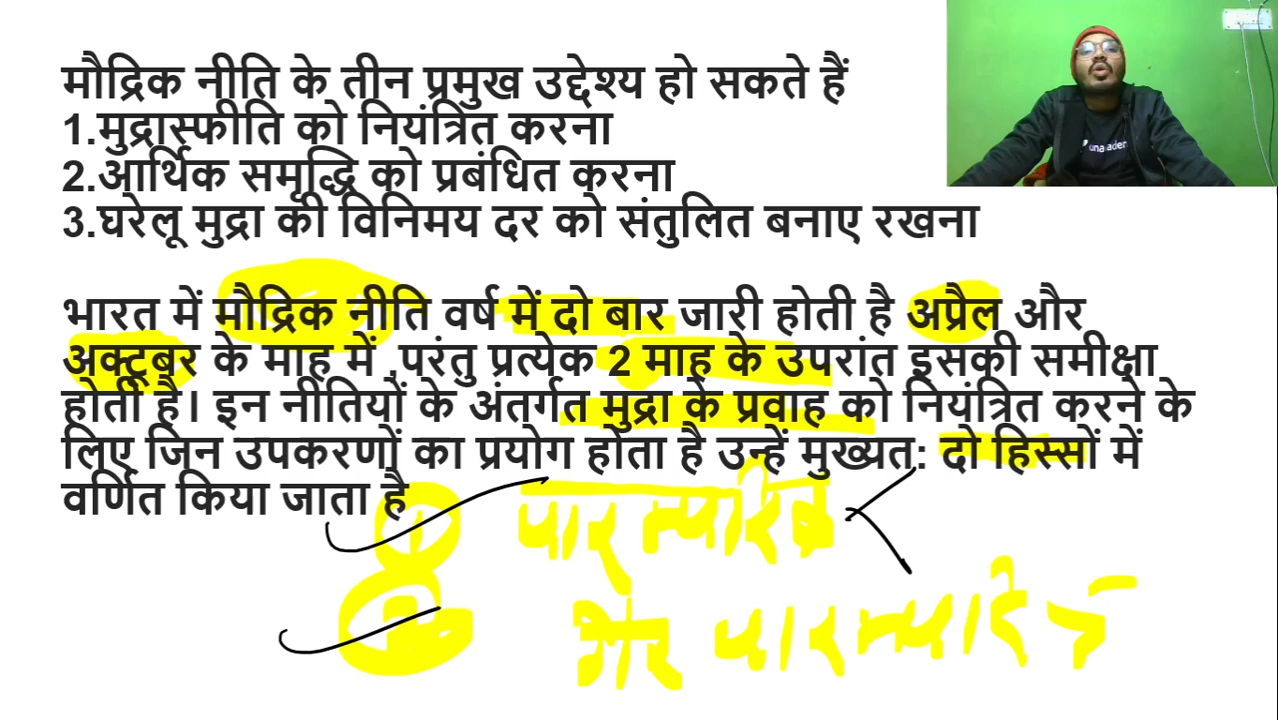 मौद्रिक नीति के तीन प्रमुख उद्देश्य हो सकते हैं
1.मुद्रास्फीति को नियंत्रित करना
2.आर्थिक समृद्धि को प्रबंधित करना
3.घरेलू मुद्रा की विनिमय दर को संतुलित बनाए रखना
भारत में मौद्रिक नीति वर्ष में दो बार जारी होती है अप्रैल और
अक्टूबर के माह में ,परंतु प्रत्येक 2 माह के उपरांत इसकी समीक्षा
होती है। इन नीतियों के अंतर्गत मुद्रा के प्रवाह को नियंत्रित करने के
लिए जिन उपकरणों का प्रयोग होता है उन्हें मुख्यत: दो हिस्सों में
वर्णित किया जाता है
1 पारम्परिक
2 गैर पारम्परिक